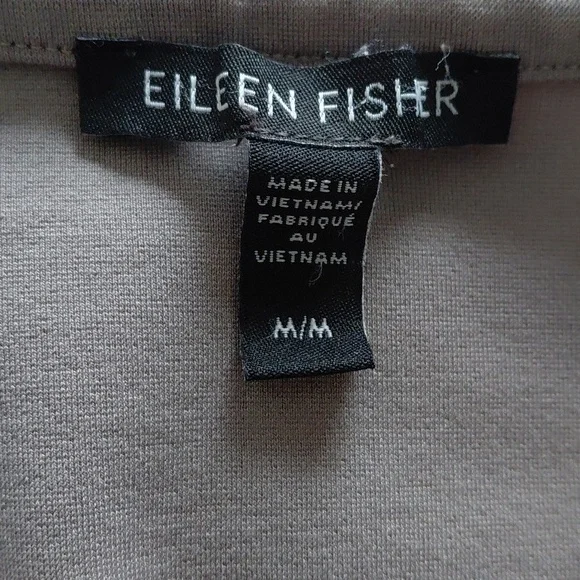 EILEEN FISHER
MADE IN
VIETNAM/
FABRIQUÉ
AU
VIETNAM
M/M